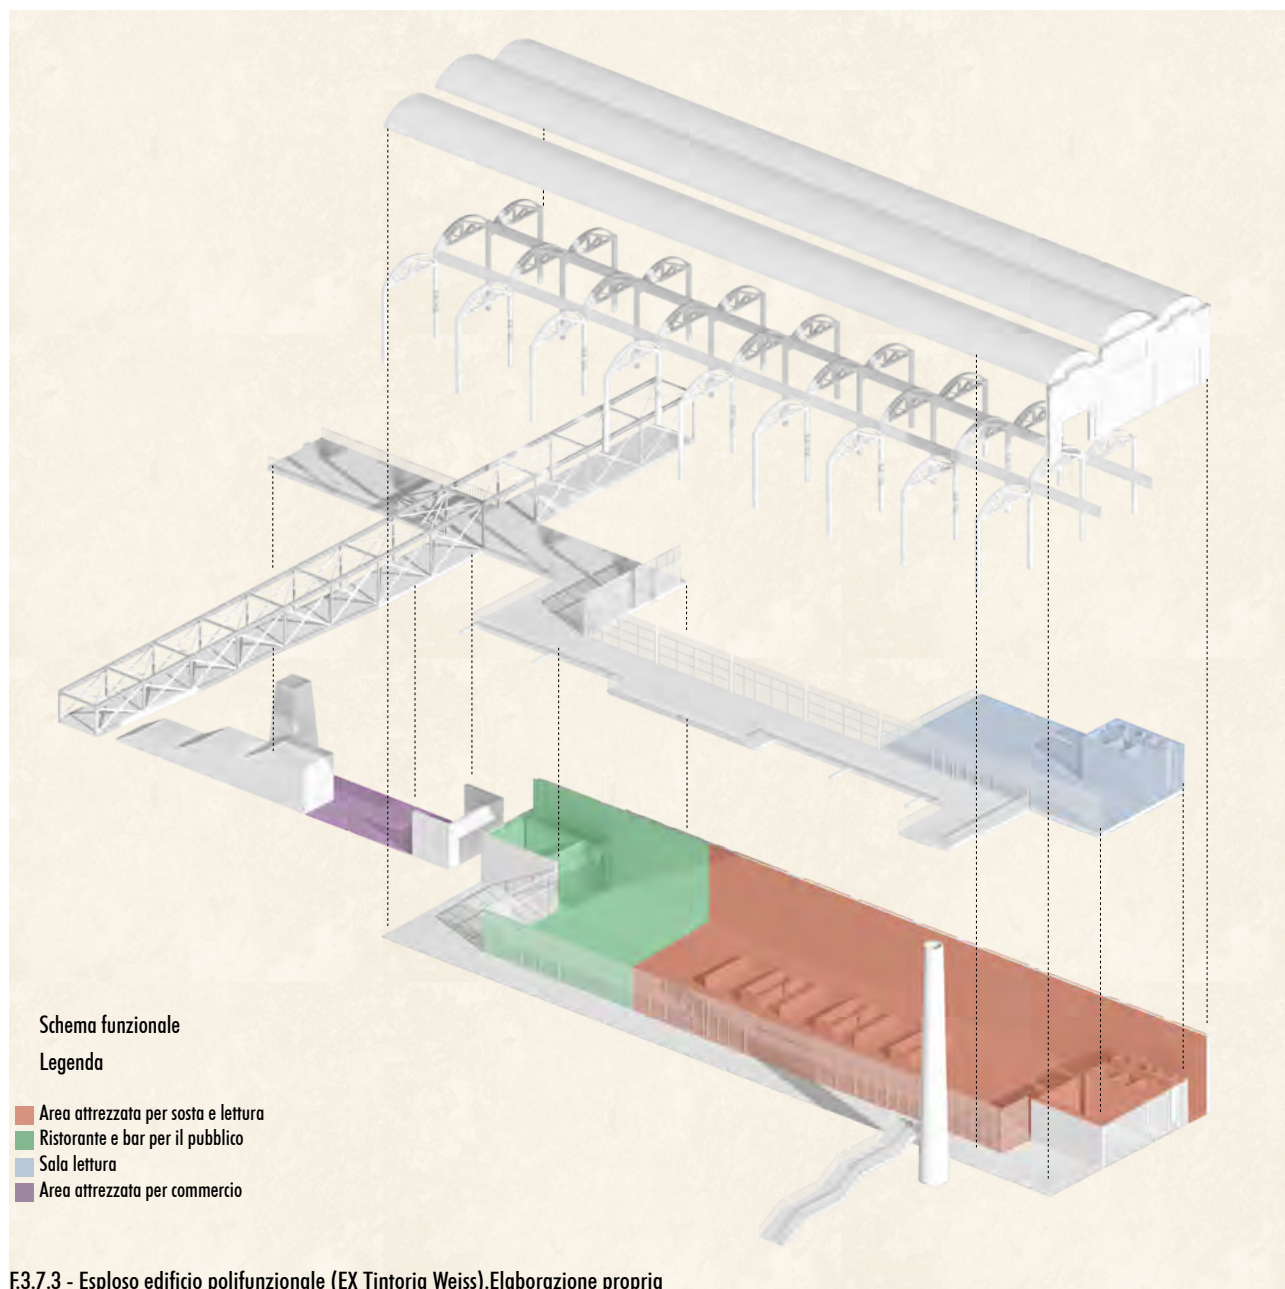 Schema funzionale
Legenda
Area attrezzata per sosta e lettura
Ristorante e bar per il pubblico
Sala lettura
Area attrezzata per commercio
F.3.7.3 - Esploso edificio polifunzionale (EX Tintoria Weiss).Elaborazione propria